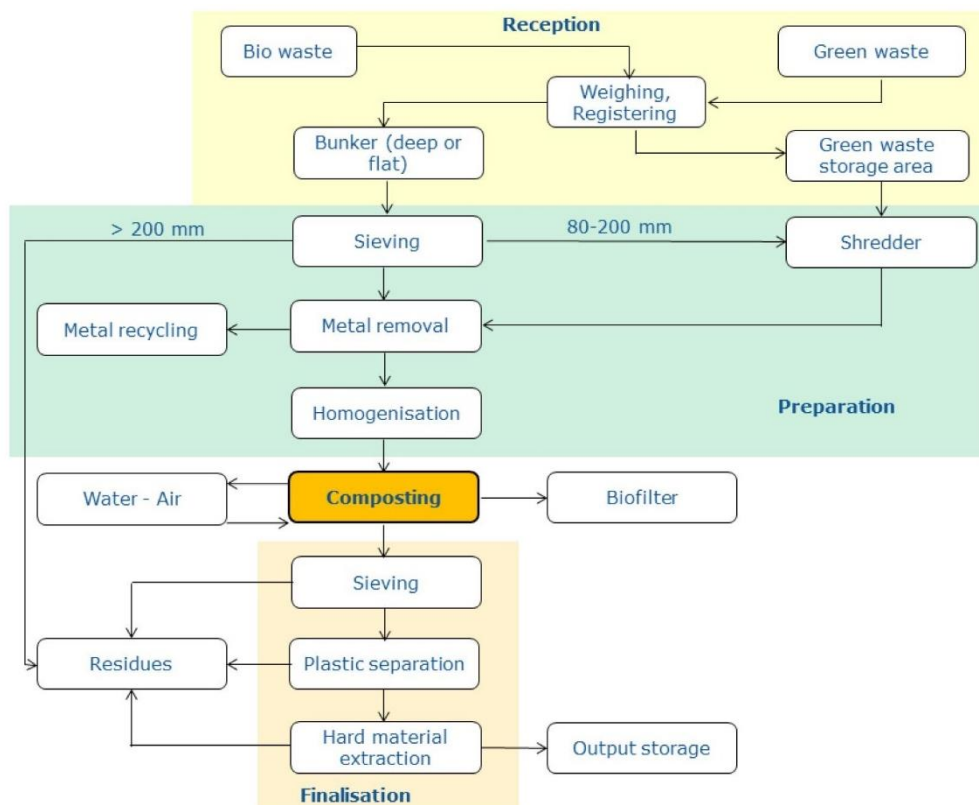 Reception
Bio waste
Green waste
Weighing,
Registering
Bunker (deep or
flat)
Green waste
storage area
> 200 mm
Sieving
80-200 mm
Shredder
Metal recycling
Metal removal
Homogenisation
Preparation
Water - Air
Composting
Biofilter
Sieving
Residues
Plastic separation
Hard material
extraction
Output storage
Finalisation